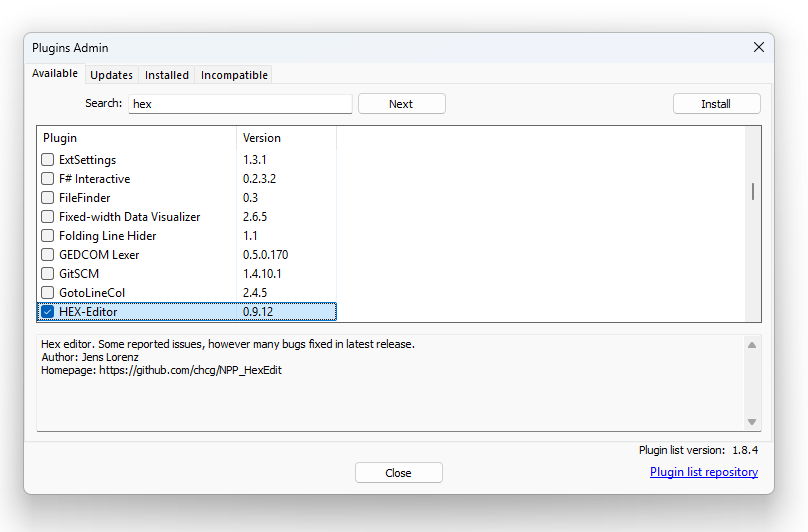 Plugins Admin
Available Updates Installed Incompatible
Search: hex Next Install
Plugin Version
ExtSettings 1.3.1
F# Interactive 0.2.3.2
FileFinder 0.3
Fixed-width Data Visualizer 2.6.5
Folding Line Hider 1.1
GEDCOM Lexer 0.5.0.170
GitSCM 1.4.10.1
GotoLineCol 2.4.5
HEX-Editor 0.9.12
Hex editor. Some reported issues, however many bugs fixed in latest release.
Author: Jens Lorenz
Homepage: https://github.com/chcg/NPP_HexEdit
Plugin list version: 1.8.4
Close Plugin list repository